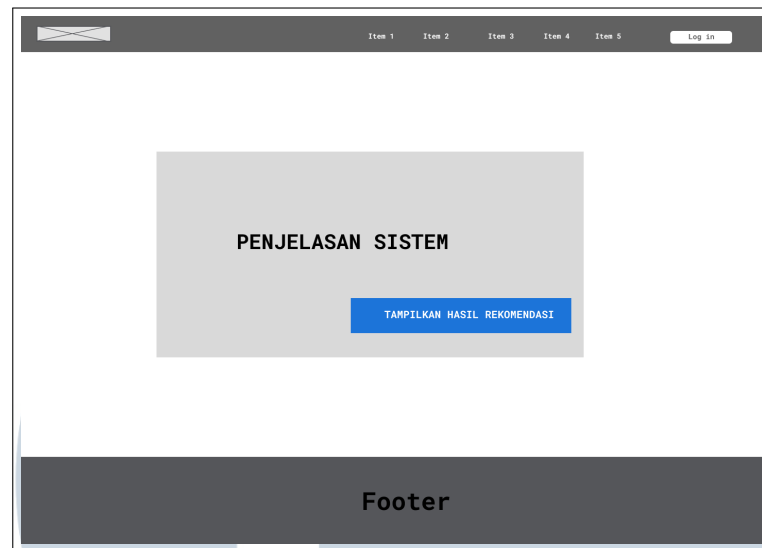 Item 1 Item 2 Item 3 Item 4 Item 5 Log in
PENJELASAN SISTEM
TAMPILKAN HASIL REKOMENDASI
Footer